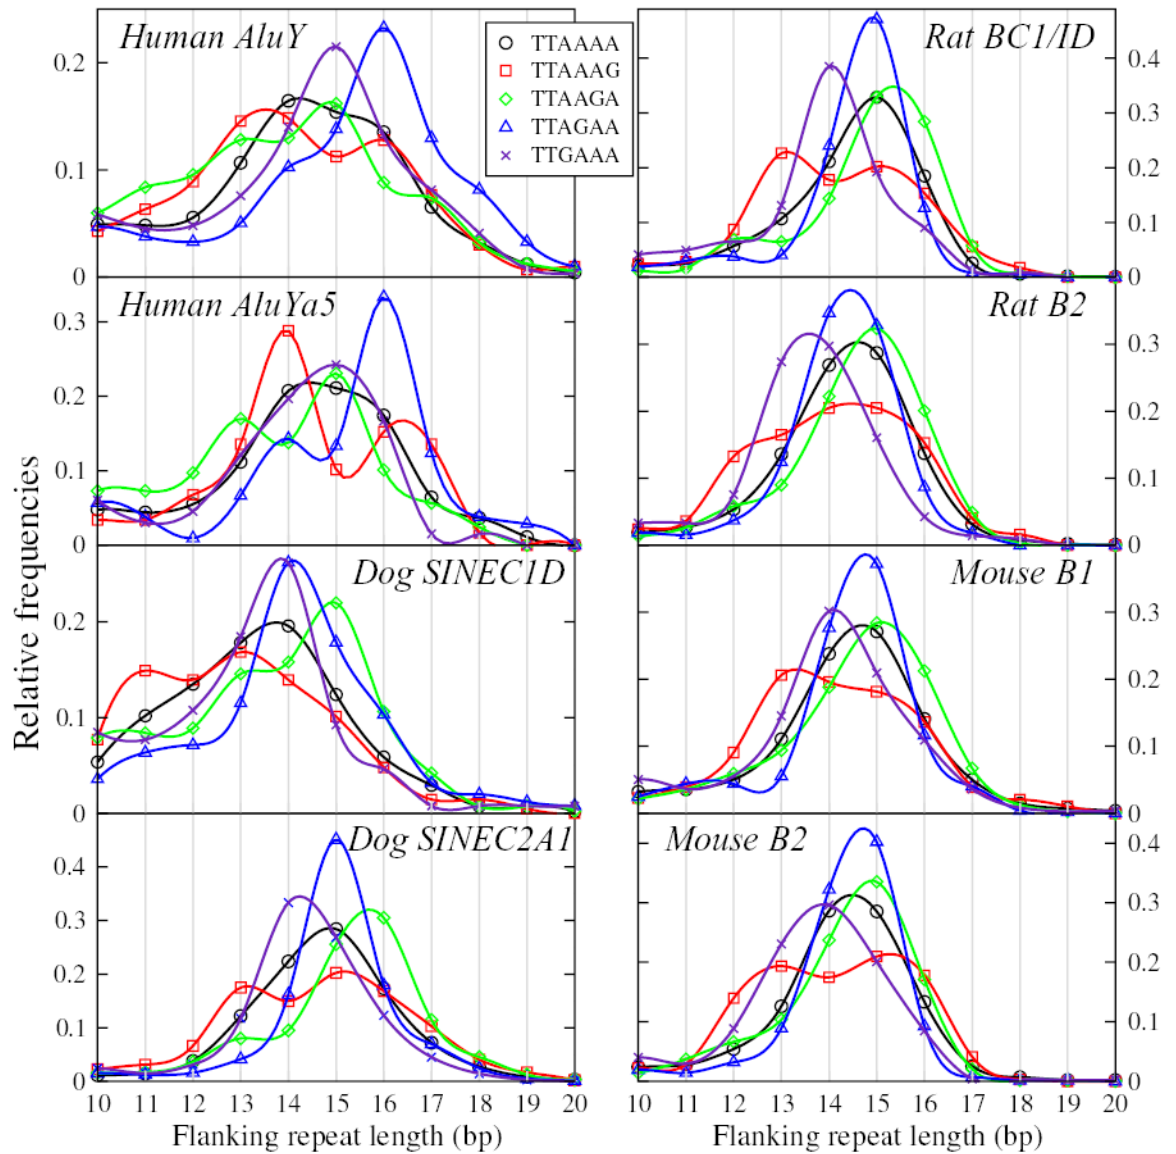 Human AluY
TTAAAA
TTAAAG
TTAAGA
TTAGAA
TTGAAA
0.2
0.1
0
Rat BC1/ID
0.4
0.3
0.2
0.1
0
Human AluYa5
0.3
0.2
0.1
0
Rat B2
0.3
0.2
0.1
0
Relative frequencies
Dog SINEC1D
0.2
0.1
0
Mouse B1
0.3
0.2
0.1
0
Dog SINEC2A1
0.4
0.3
0.2
0.1
0
Mouse B2
0.4
0.3
0.2
0.1
0
10 11 12 13 14 15 16 17 18 19 20
10 11 12 13 14 15 16 17 18 19 20
Flanking repeat length (bp)
Flanking repeat length (bp)